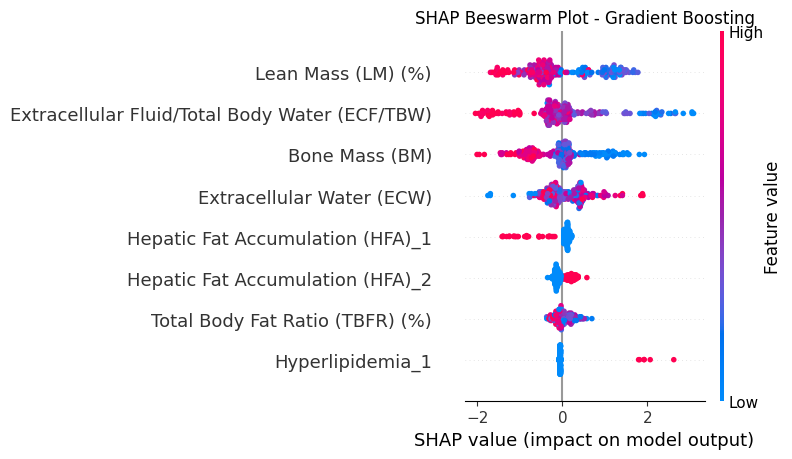 SHAP Beeswarm Plot - Gradient Boosting
High
Lean Mass (LM) (%)
Extracellular Fluid/Total Body Water (ECF/TBW)
Bone Mass (BM)
Extracellular Water (ECW)
Hepatic Fat Accumulation (HFA)_1
Hepatic Fat Accumulation (HFA)_2
Total Body Fat Ratio (TBFR) (%)
Hyperlipidemia_1
Feature value
Low
−2 0 2
SHAP value (impact on model output)